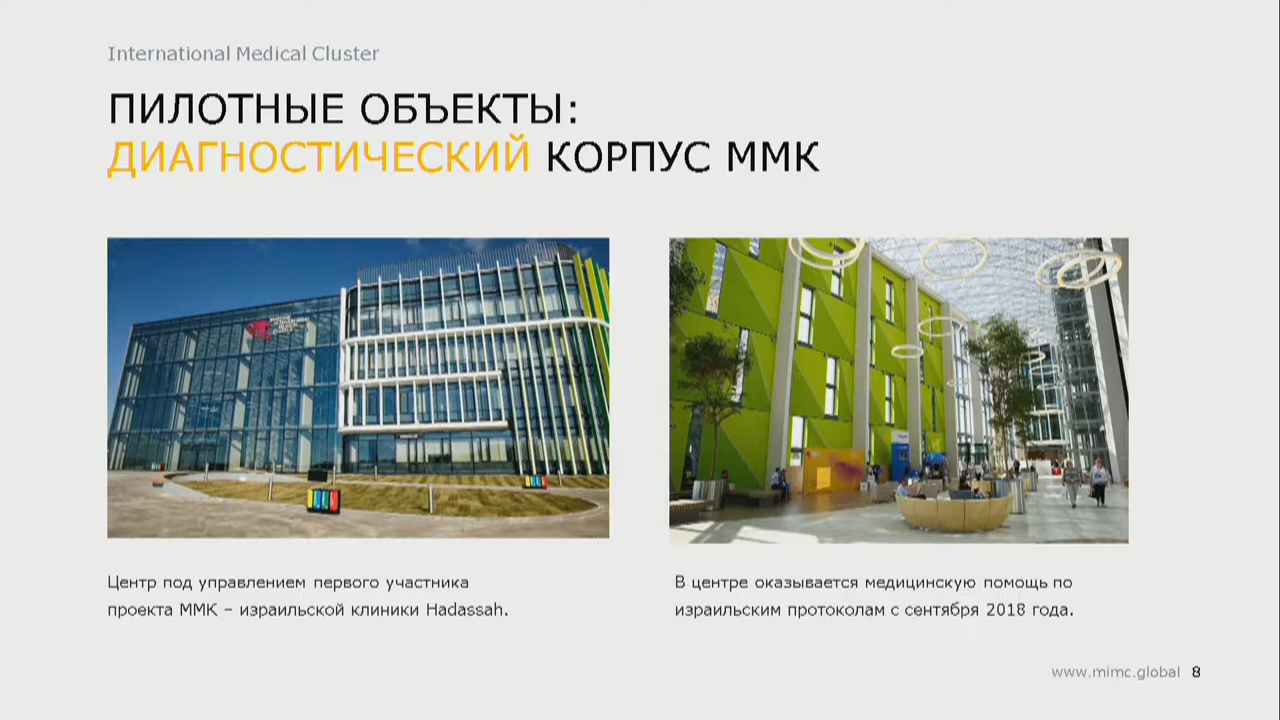 International Medical Cluster
ПИЛОТНЫЕ ОБЪЕКТЫ:
ДИАГНОСТИЧЕСКИЙ КОРПУС ММК
Центр под управлением первого участника
проекта ММК – израильской клиники Hadassah.
В центре оказывается медицинскую помощь по
израильским протоколам с сентября 2018 года.
www.mimc.global 8